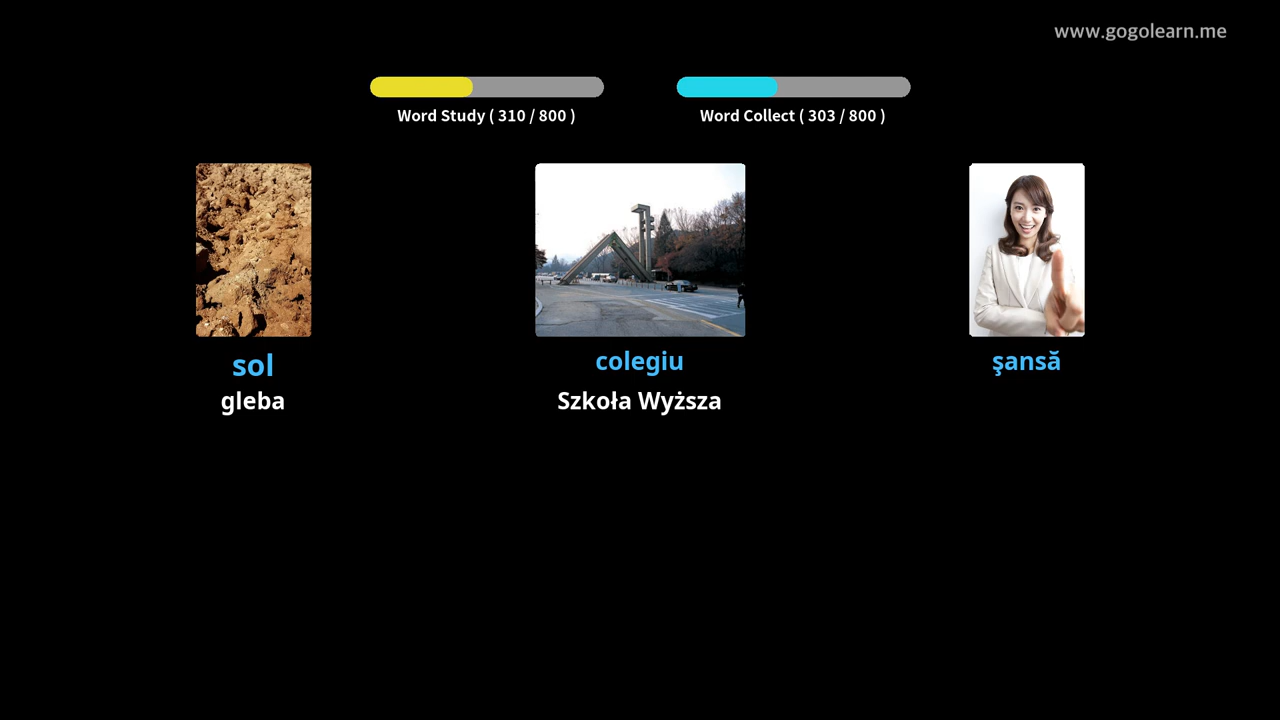 www.gogolearn.me
Word Study ( 310 / 800 )
Word Collect ( 303 / 800 )
sol
colegiu
şansă
gleba
Szkoła Wyższa